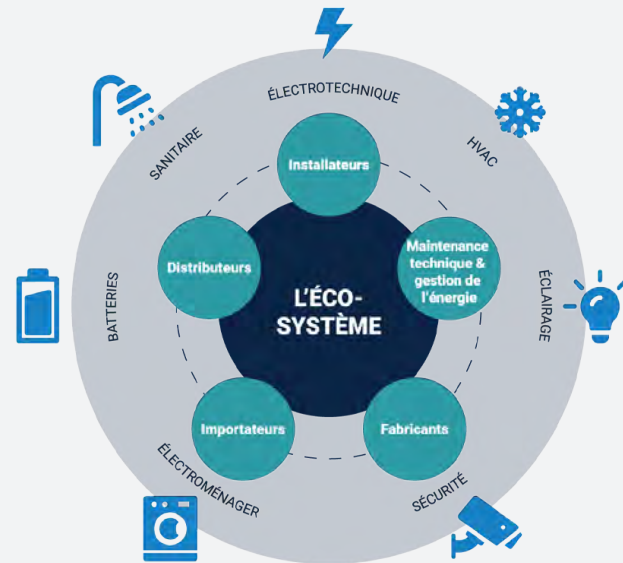 ÉLECTROTECHNIQUE
SANITAIRE
HVAC
Installateurs
Distributeurs
Maintenance
technique &
gestion de
l'énergie
BATTERIES
L'ÉCO-
SYSTÈME
ÉCLAIRAGE
Importateurs
Fabricants
ÉLECTROMÉNAGER
SÉCURITÉ